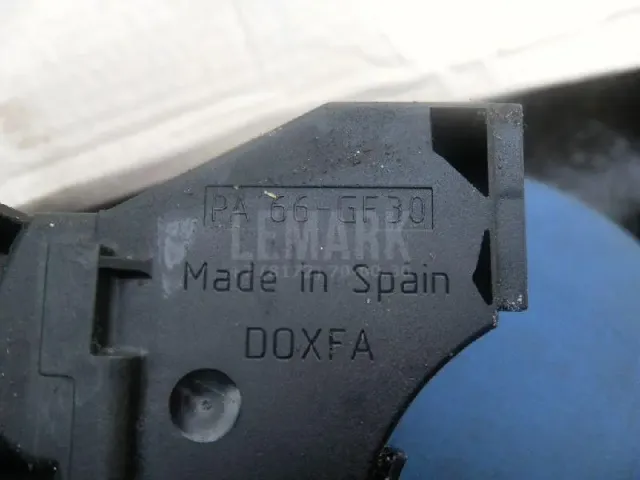 PA 66-GF30
LEMARK
Made in Spain
DOXFA